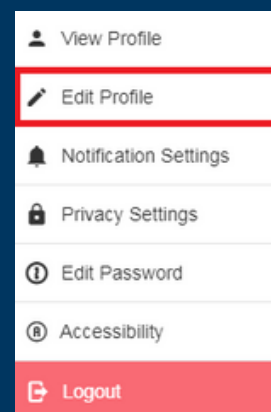 View Profile
Edit Profile
Notification Settings
Privacy Settings
Edit Password
Accessibility
Logout